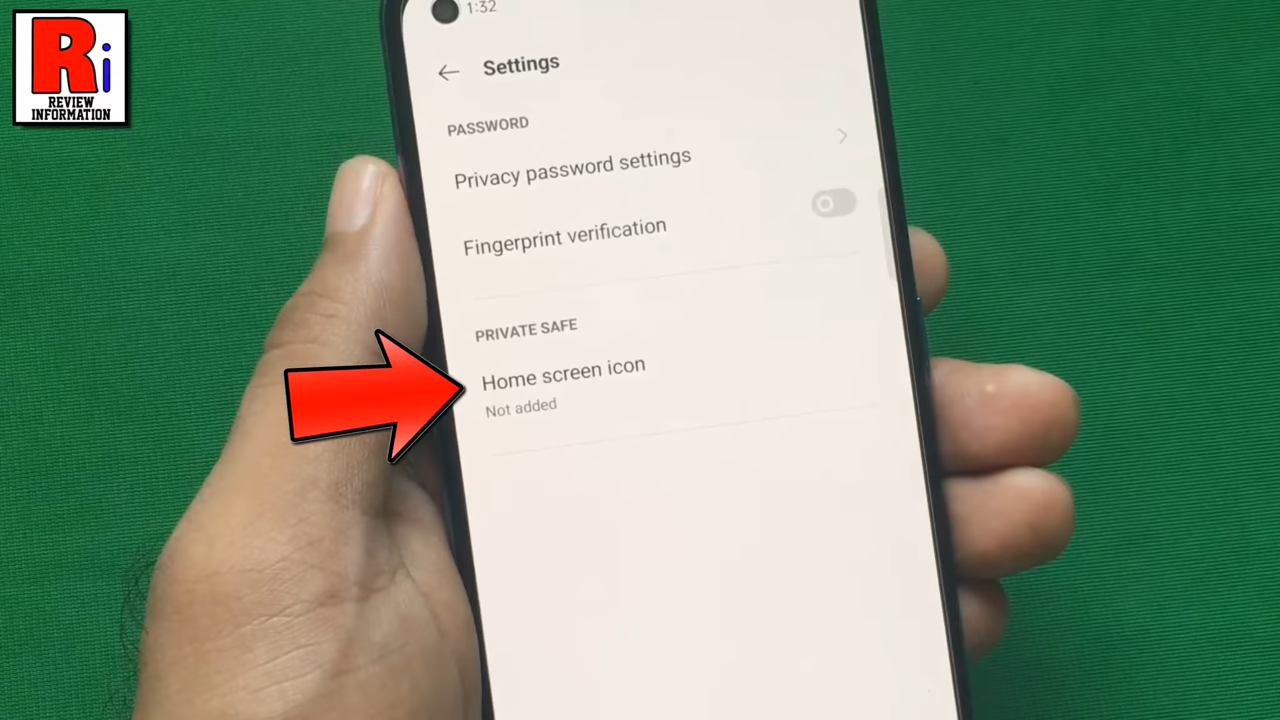 Ri
REVIEW
INFORMATION
1:32
Settings
PASSWORD
Privacy password settings
Fingerprint verification
PRIVATE SAFE
Home screen icon
Not added